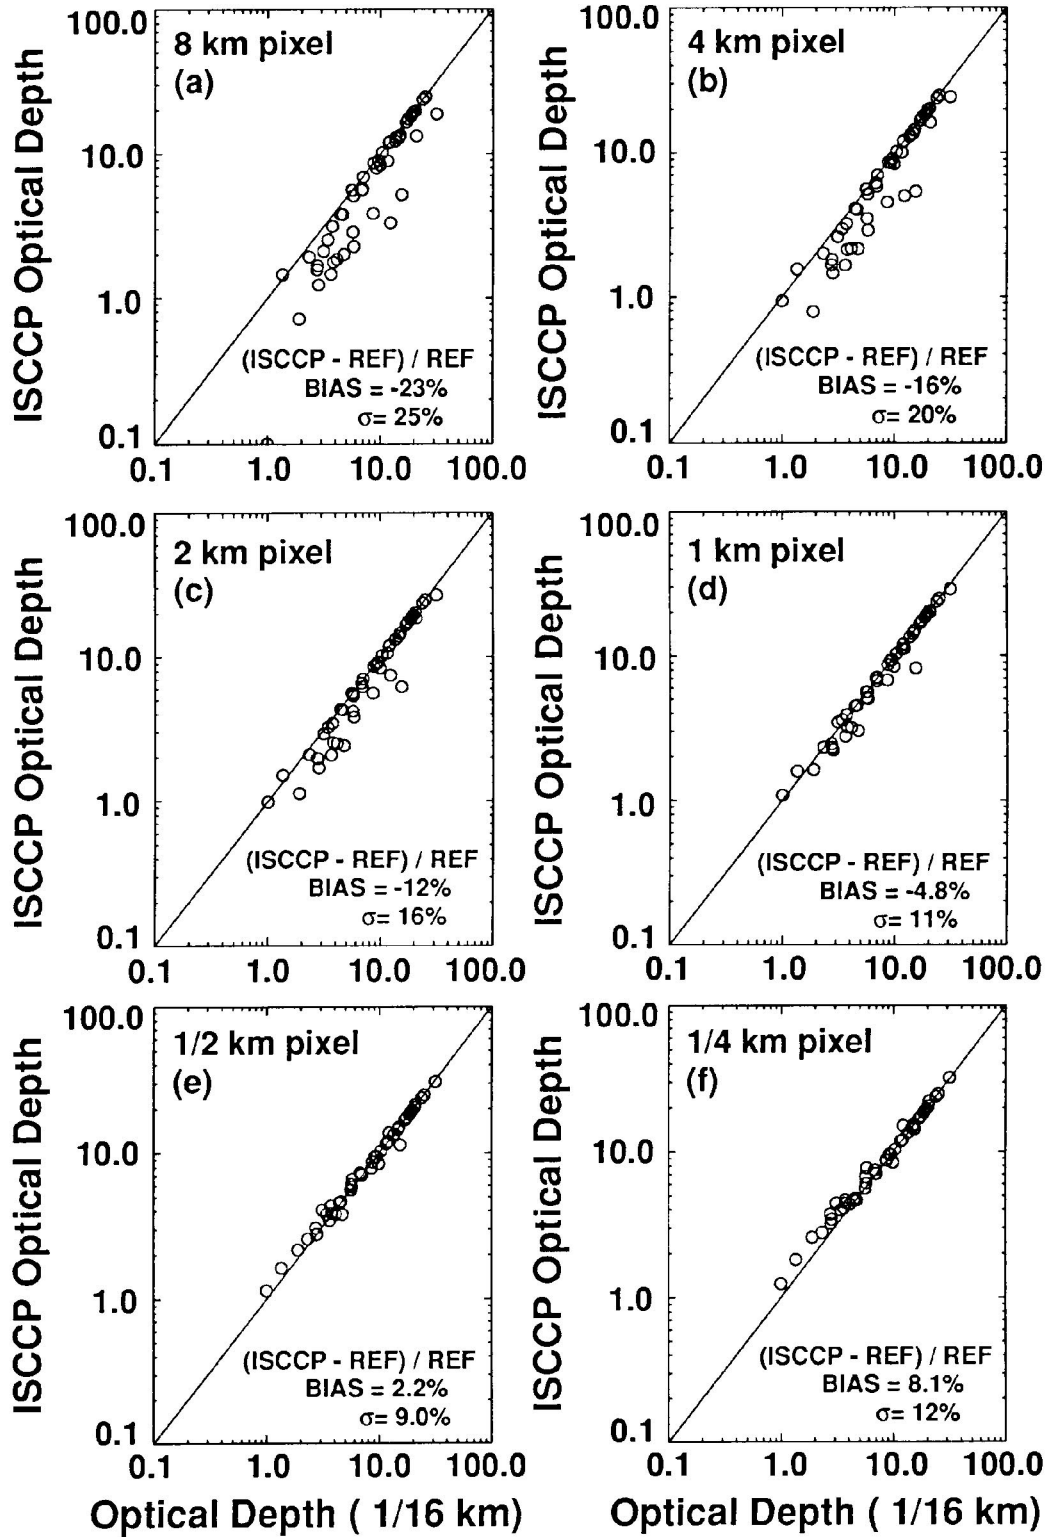 100.0
8 km pixel
(a)
ISCCP Optical Depth
10.0
1.0
(ISCCP - REF) / REF
BIAS = -23%
σ= 25%
0.1
0.1 1.0 10.0 100.0
100.0
4 km pixel
(b)
ISCCP Optical Depth
10.0
1.0
(ISCCP - REF) / REF
BIAS = -16%
σ= 20%
0.1
0.1 1.0 10.0 100.0
100.0
2 km pixel
(c)
ISCCP Optical Depth
10.0
1.0
(ISCCP - REF) / REF
BIAS = -12%
σ= 16%
0.1
0.1 1.0 10.0 100.0
100.0
1 km pixel
(d)
ISCCP Optical Depth
10.0
1.0
(ISCCP - REF) / REF
BIAS = -4.8%
σ= 11%
0.1
0.1 1.0 10.0 100.0
100.0
1/2 km pixel
(e)
ISCCP Optical Depth
10.0
1.0
(ISCCP - REF) / REF
BIAS = 2.2%
σ= 9.0%
0.1
0.1 1.0 10.0 100.0
Optical Depth ( 1/16 km)
100.0
1/4 km pixel
(f)
ISCCP Optical Depth
10.0
1.0
(ISCCP - REF) / REF
BIAS = 8.1%
σ= 12%
0.1
0.1 1.0 10.0 100.0
Optical Depth ( 1/16 km)